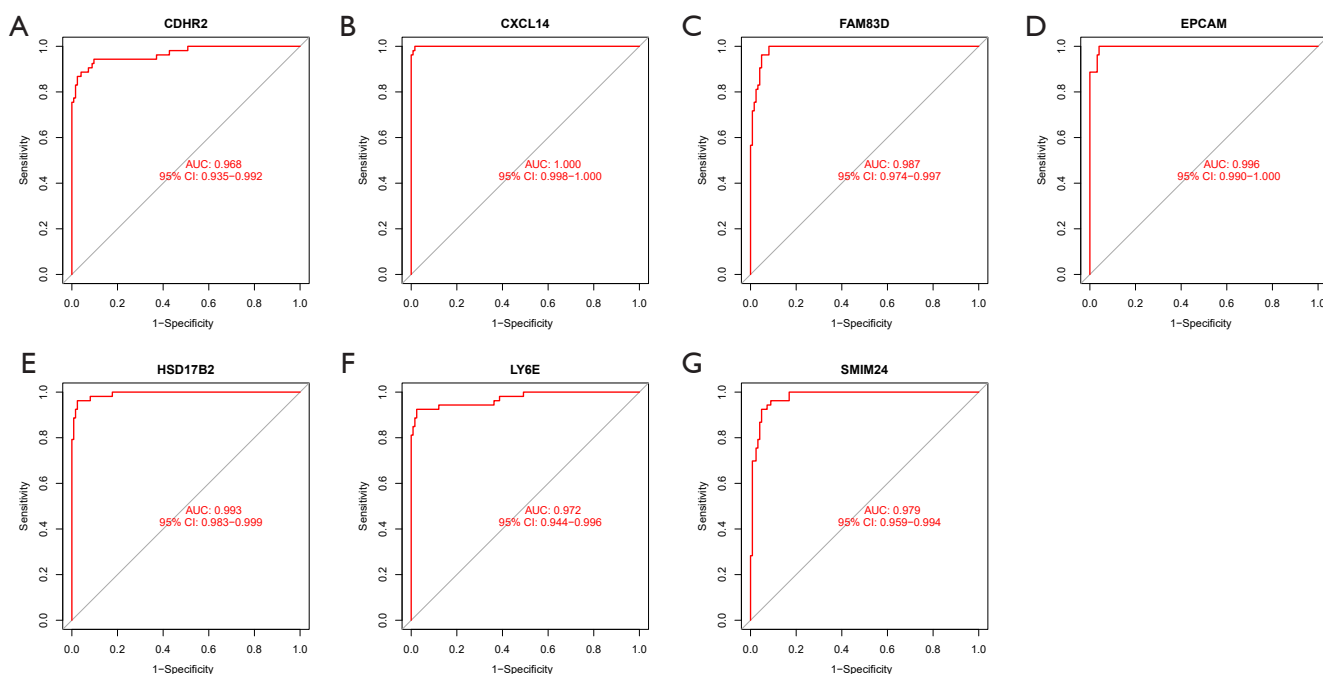 A
CDHR2
Sensitivity
1.0
0.8
0.6
0.4
0.2
0.0
AUC: 0.968
95% CI: 0.935−0.992
0.0 0.2 0.4 0.6 0.8 1.0
1−Specificity
B
CXCL14
Sensitivity
1.0
0.8
0.6
0.4
0.2
0.0
AUC: 1.000
95% CI: 0.998−1.000
0.0 0.2 0.4 0.6 0.8 1.0
1−Specificity
C
FAM83D
Sensitivity
1.0
0.8
0.6
0.4
0.2
0.0
AUC: 0.987
95% CI: 0.974−0.997
0.0 0.2 0.4 0.6 0.8 1.0
1−Specificity
D
EPCAM
Sensitivity
1.0
0.8
0.6
0.4
0.2
0.0
AUC: 0.996
95% CI: 0.990−1.000
0.0 0.2 0.4 0.6 0.8 1.0
1−Specificity
E
HSD17B2
Sensitivity
1.0
0.8
0.6
0.4
0.2
0.0
AUC: 0.993
95% CI: 0.983−0.999
0.0 0.2 0.4 0.6 0.8 1.0
1−Specificity
F
LY6E
Sensitivity
1.0
0.8
0.6
0.4
0.2
0.0
AUC: 0.972
95% CI: 0.944−0.996
0.0 0.2 0.4 0.6 0.8 1.0
1−Specificity
G
SMIM24
Sensitivity
1.0
0.8
0.6
0.4
0.2
0.0
AUC: 0.979
95% CI: 0.959−0.994
0.0 0.2 0.4 0.6 0.8 1.0
1−Specificity